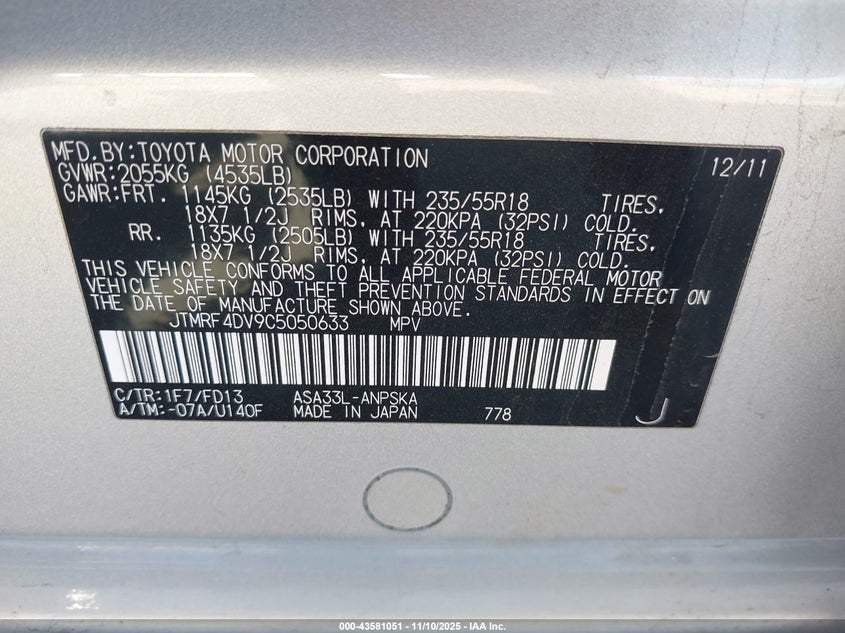 MFD.BY:TOYOTA MOTOR CORPORATION 12/11
GVWR:2055KG (4535LB)
GAWR:FRT. 1145KG (2535LB) WITH 235/55R18 TIRES,
18X7 1/2J RIMS, AT 220KPA (32PSI) COLD.
RR. 1135KG (2505LB) WITH 235/55R18 TIRES,
18X7 1/2J RIMS, AT 220KPA (32PSI) COLD.
THIS VEHICLE CONFORMS TO ALL APPLICABLE FEDERAL MOTOR
VEHICLE SAFETY AND THEFT PREVENTION STANDARDS IN EFFECT ON
THE DATE OF MANUFACTURE SHOWN ABOVE.
JTMRF4DV9C5050633 MPV
C/TR:1F7/FD13 ASA33L-ANPSKA
A/TM:-07A/U140F MADE IN JAPAN 778 J
000-43581051 - 11/10/2025 - IAA Inc.